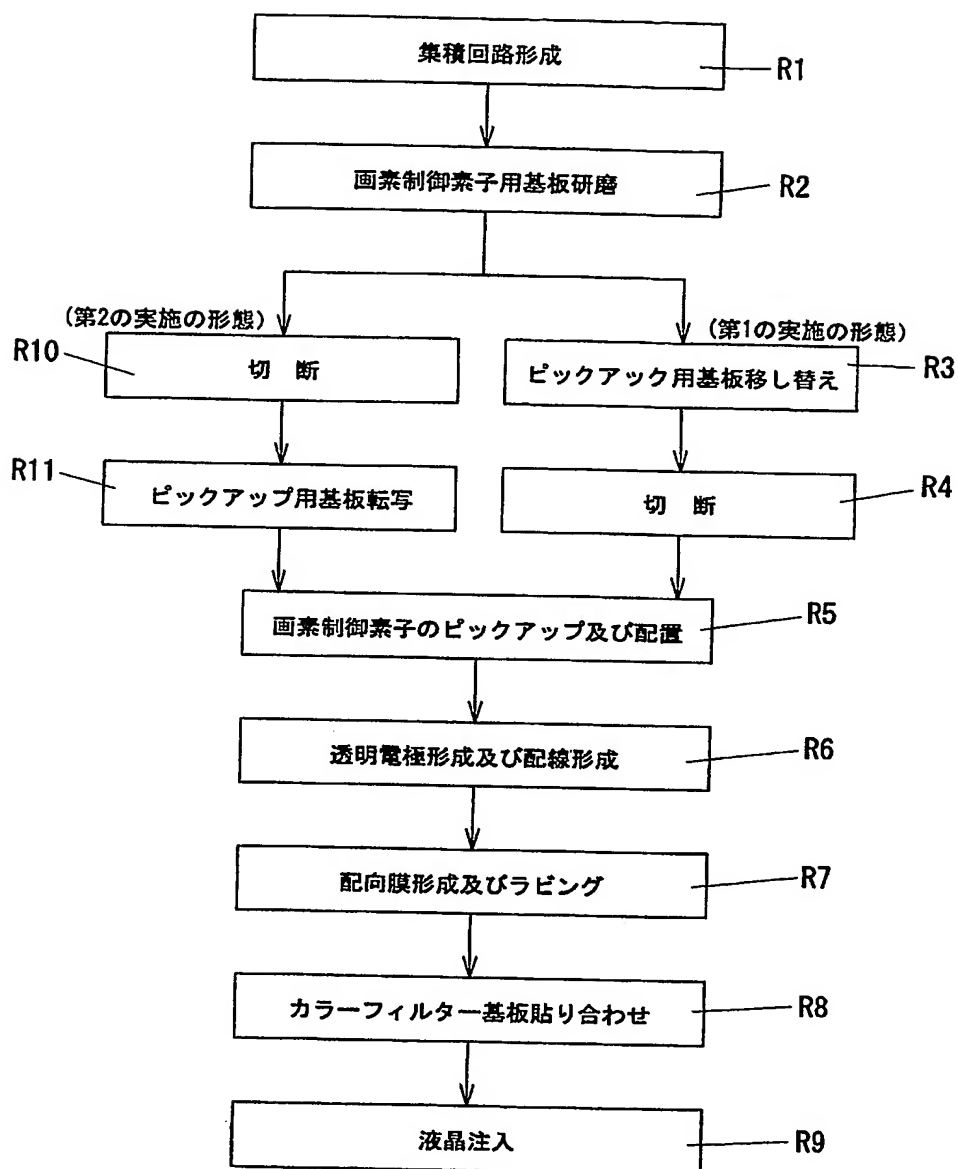 集積回路形成
R1
画素制御素子用基板研磨
R2
(第2の実施の形態)
(第1の実施の形態)
R10
切 断
ピックアック用基板移し替え
R3
R11
ピックアップ用基板転写
切 断
R4
画素制御素子のピックアップ及び配置
R5
透明電極形成及び配線形成
R6
配向膜形成及びラビング
R7
カラーフィルター基板貼り合わせ
R8
液晶注入
R9